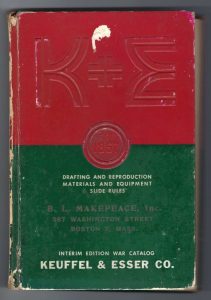 K+E
DRAFTING AND REPRODUCTION
MATERIALS AND EQUIPMENT
SLIDE RULES
B. L. MAKEPEACE, INC.
387 WASHINGTON STREET
BOSTON 8, MASS.
INTERIM EDITION WAR CATALOG
KEUFFEL & ESSER CO.